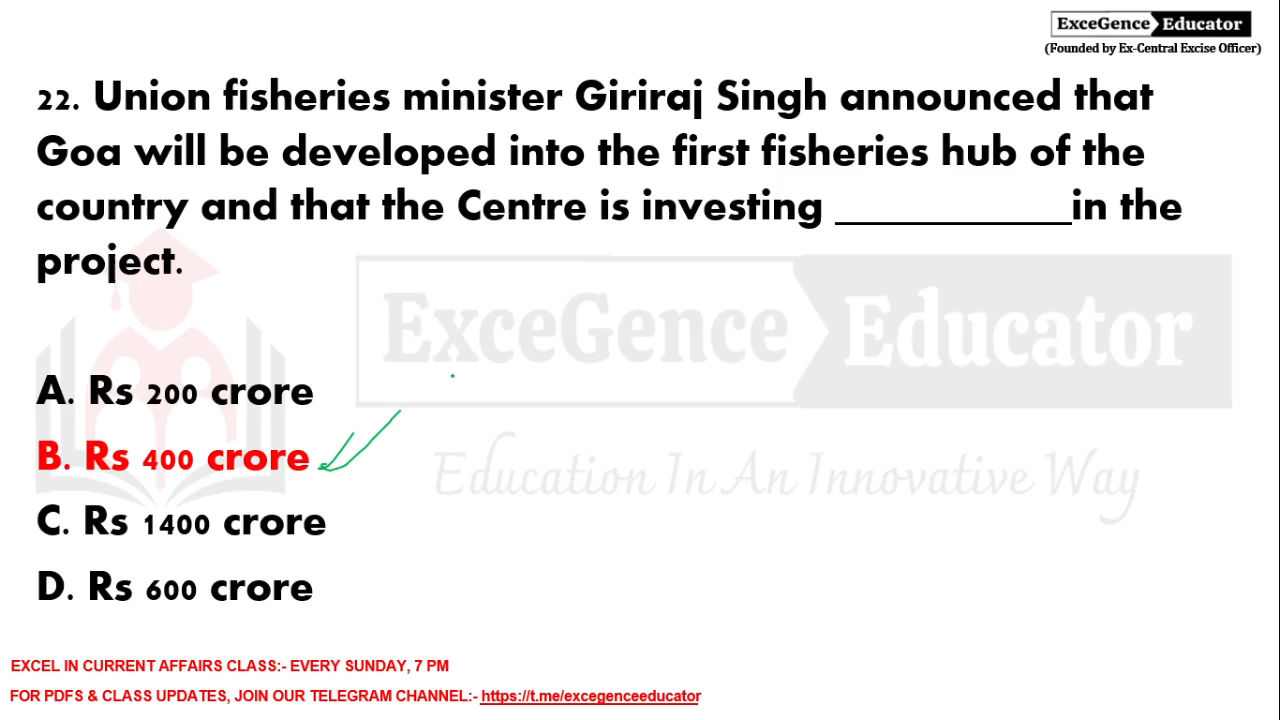 ExceGence Educator
(Founded by Ex-Central Excise Officer)
22. Union fisheries minister Giriraj Singh announced that
Goa will be developed into the first fisheries hub of the
country and that the Centre is investing ____________in the
project.
ExceGence Educator
A. Rs 200 crore
B. Rs 400 crore
Education In An Innovative Way
C. Rs 1400 crore
D. Rs 600 crore
EXCEL IN CURRENT AFFAIRS CLASS:- EVERY SUNDAY, 7 PM
FOR PDFS & CLASS UPDATES, JOIN OUR TELEGRAM CHANNEL:- https://t.me/excegenceeducator